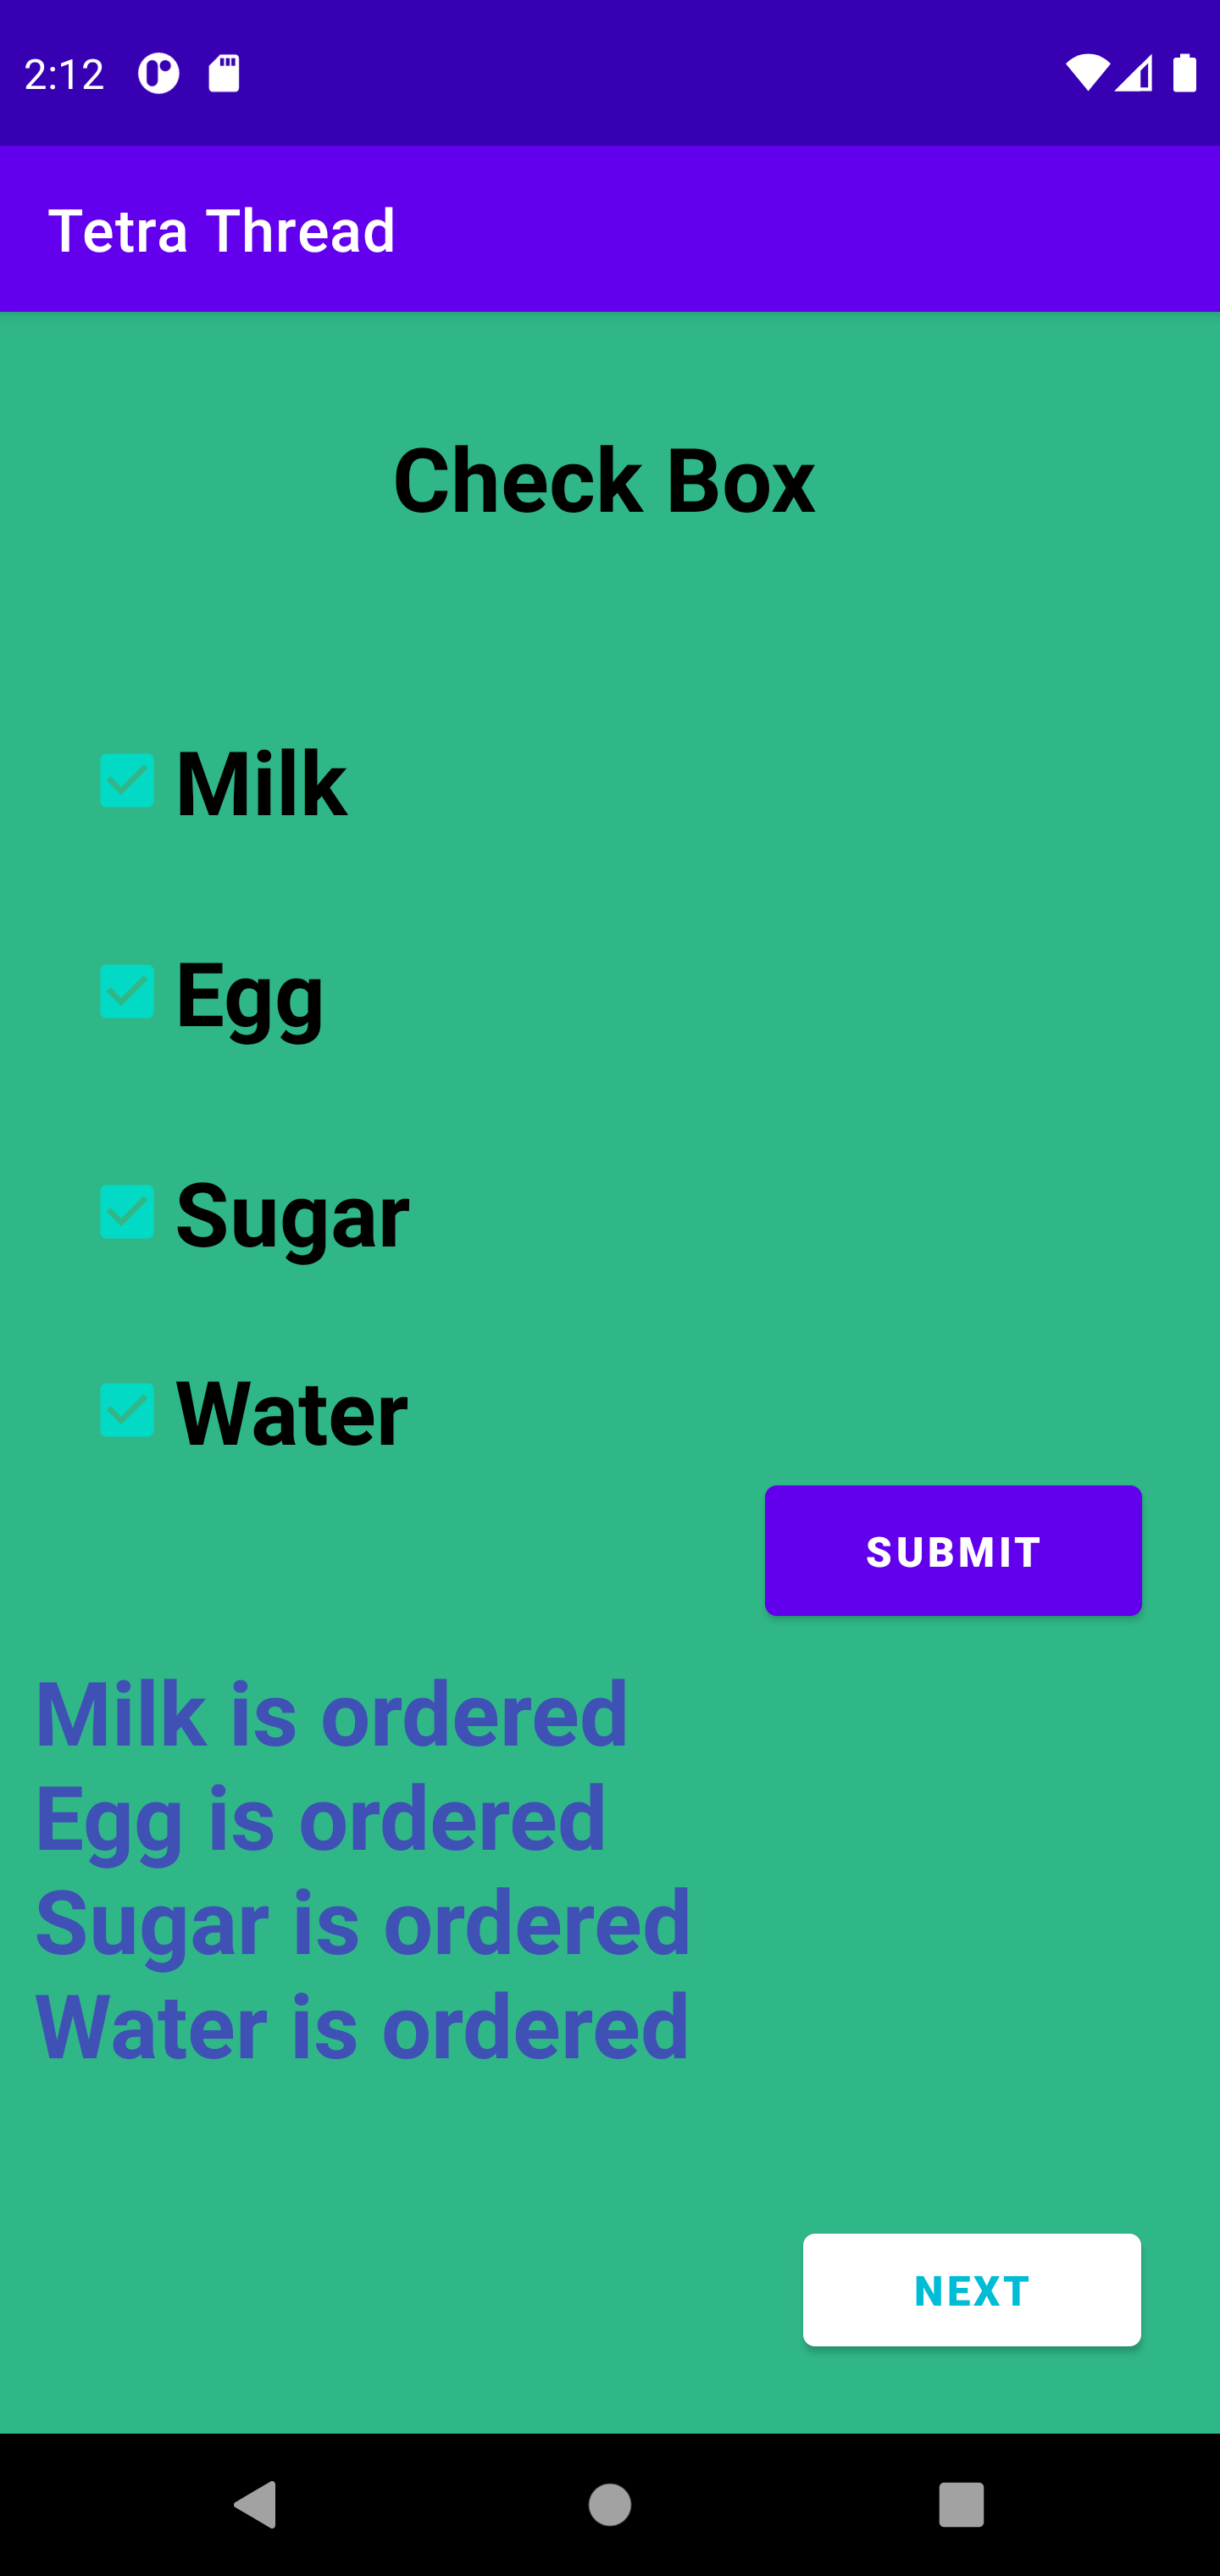 2:12
Tetra Thread
Check Box
Milk
Egg
Sugar
Water
SUBMIT
Milk is ordered
Egg is ordered
Sugar is ordered
Water is ordered
NEXT